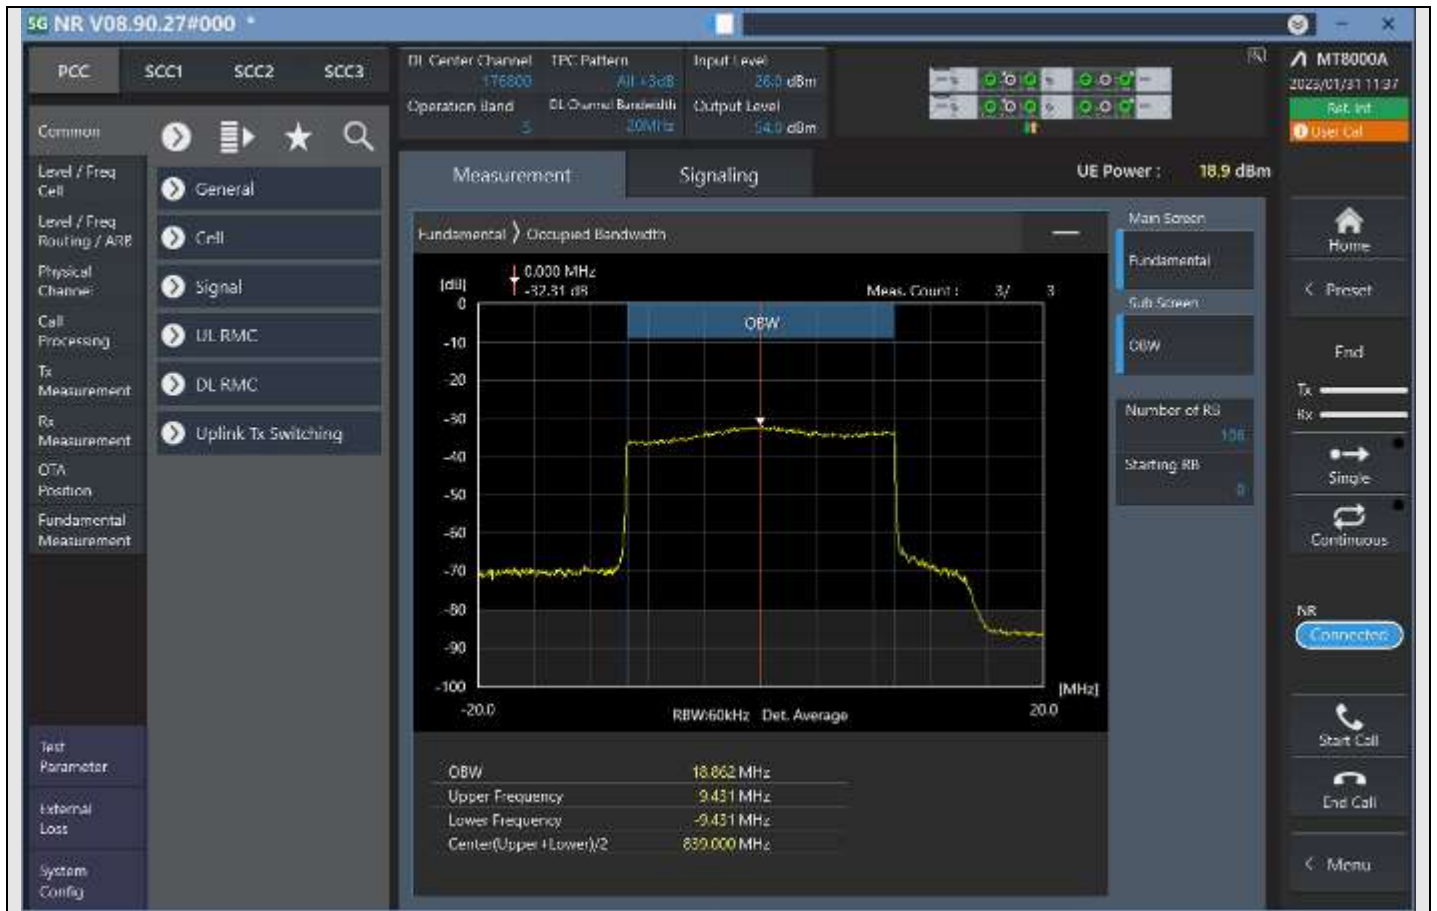 5G NR V08.90.27#000 *
PCC SCC1 SCC2 SCC3
DL Center Channel TPC Pattern Input Level
176800 All +3dB 26.0 dBm
Operation Band DL Channel Bandwidth Output Level
5 20MHz 54.0 dBm
MT8000A
2023/01/31 11:37
Ref. Int
User Cal
Common
Level / Freq
Cell
Level / Freq
Routing / ARB
Physical
Channel
Call
Processing
Tx
Measurement
Rx
Measurement
OTA
Position
Fundamental
Measurement
Test
Parameter
External
Loss
System
Config
General
Cell
Signal
UL RMC
DL RMC
Uplink Tx Switching
Measurement Signaling
UE Power : 18.9 dBm
Fundamental Occupied Bandwidth
[dB]
0.000 MHz
-32.31 dB
Meas. Count : 3/ 3
OBW
0
-10
-20
-30
-40
-50
-60
-70
-80
-90
-100
[MHz]
-20.0 RBW:60kHz Det. Average 20.0
OBW 18.862 MHz
Upper Frequency 9.431 MHz
Lower Frequency -9.431 MHz
Center(Upper+Lower)/2 839.000 MHz
Main Screen
Fundamental
Sub Screen
OBW
Number of RB
106
Starting RB
0
Home
< Preset
End
Tx
Rx
Single
Continuous
NR
Connected
Start Call
End Call
< Menu